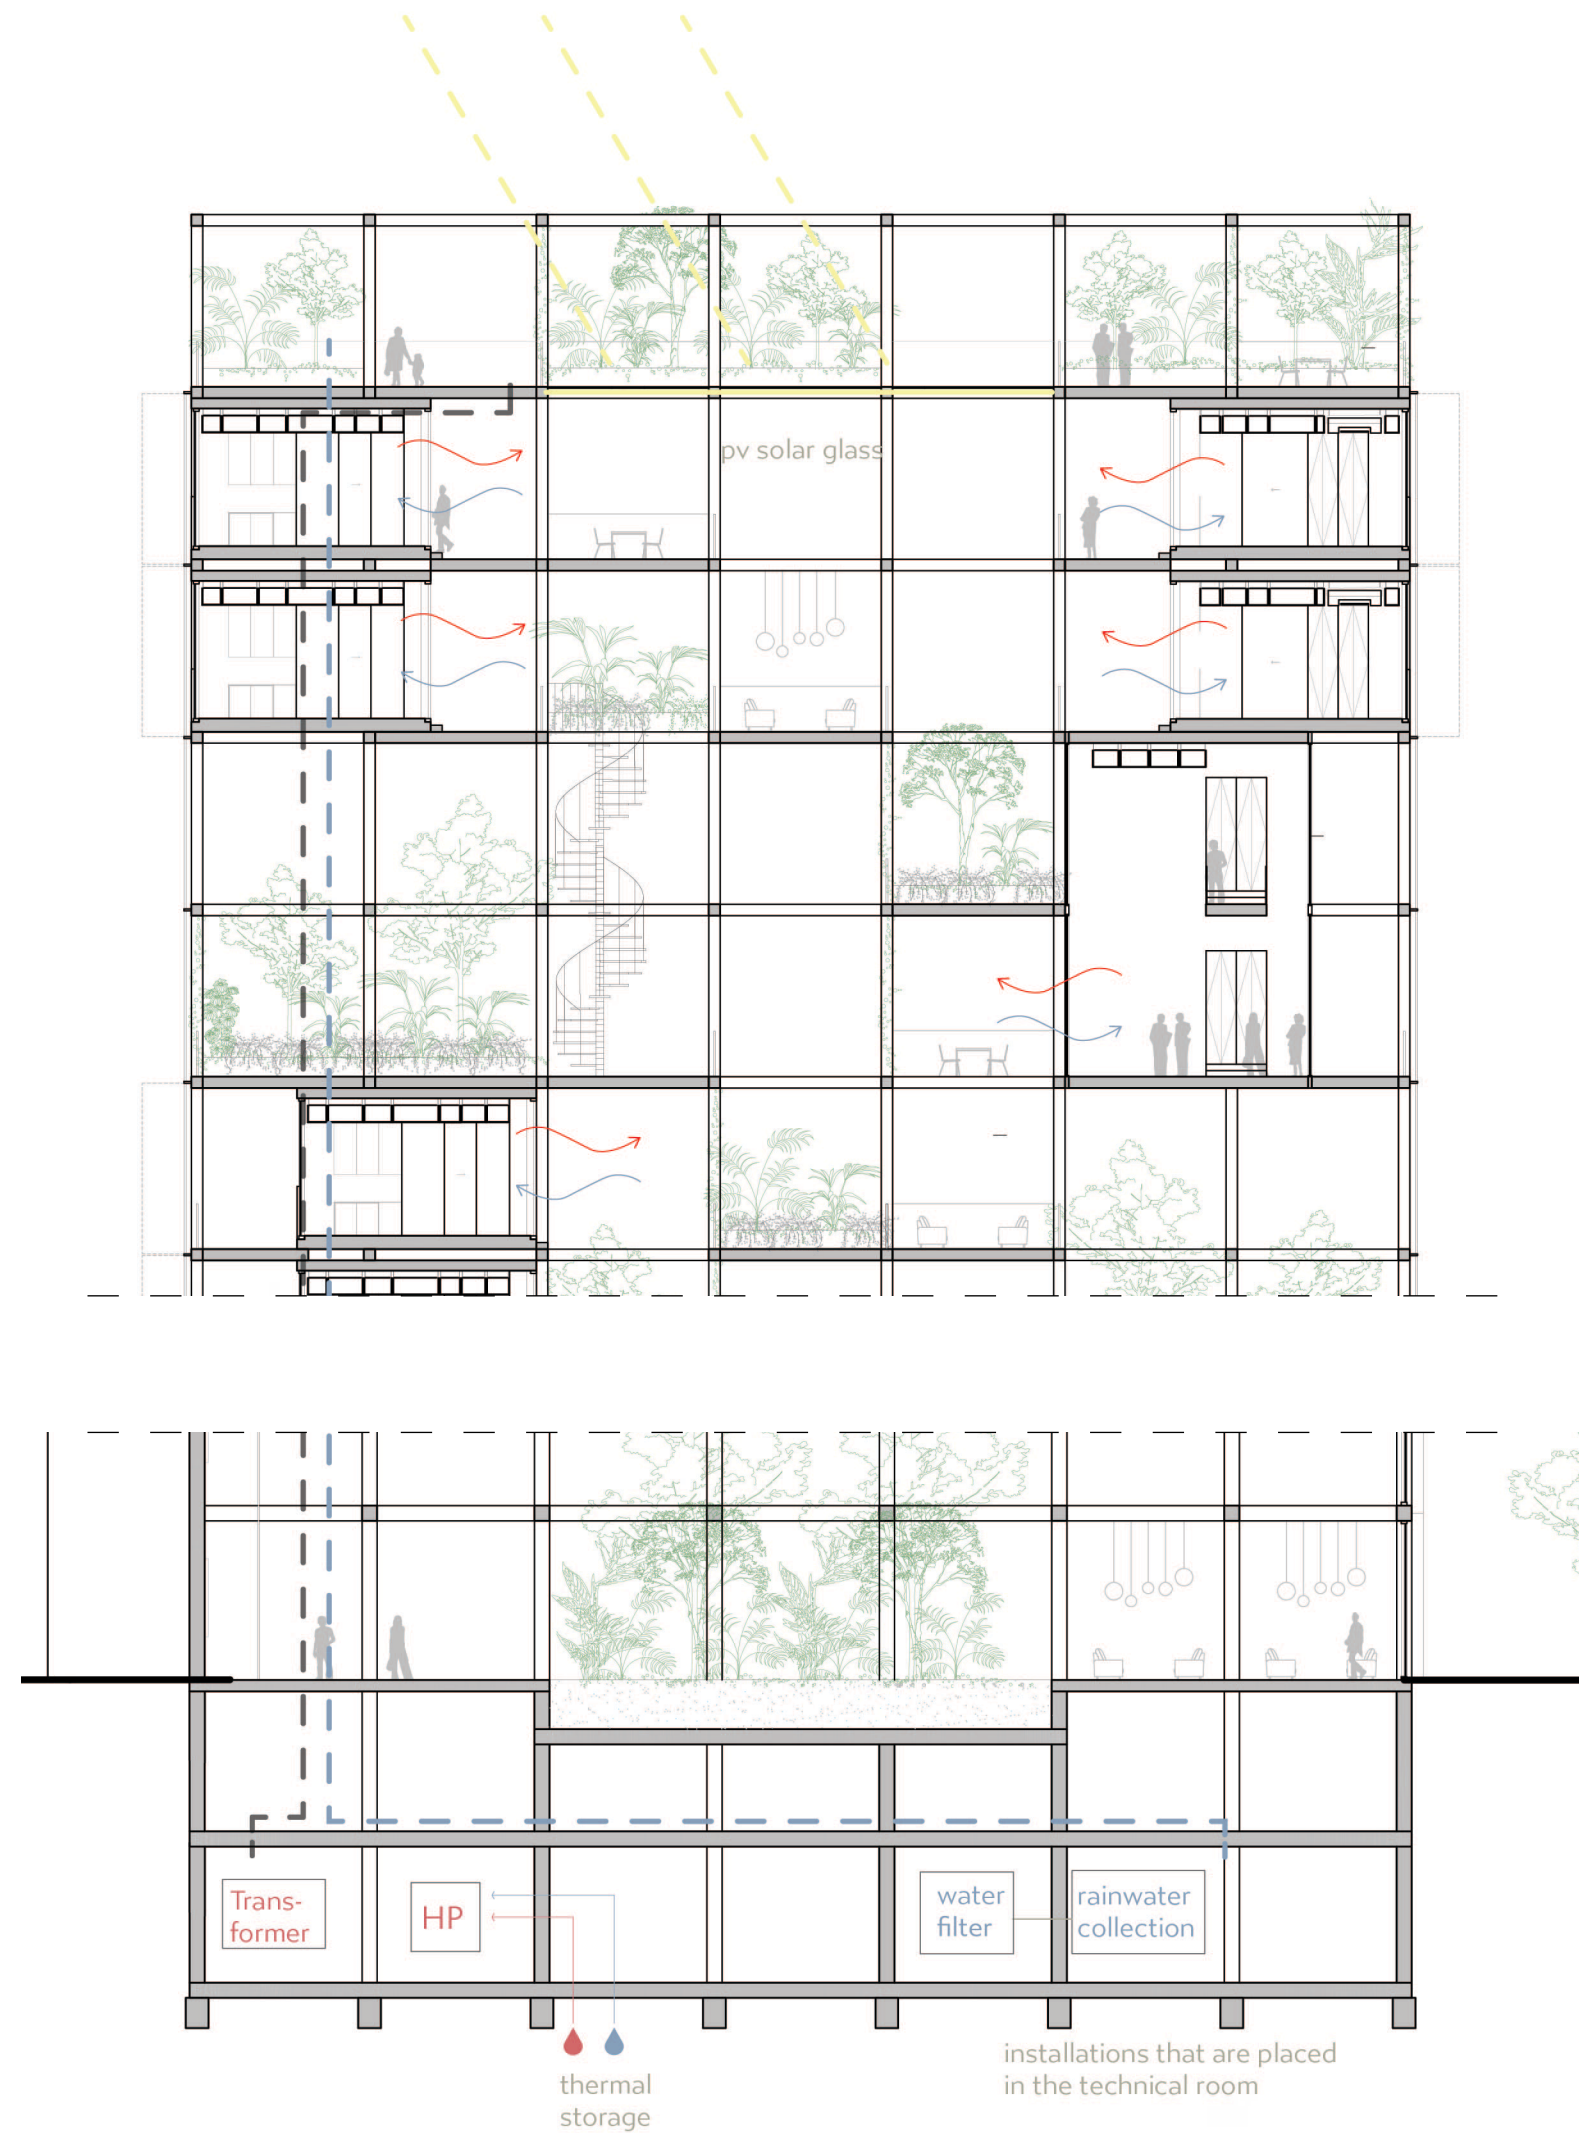 pv solar glass
Trans-
former
HP
water
filter
rainwater
collection
thermal
storage
installations that are placed
in the technical room